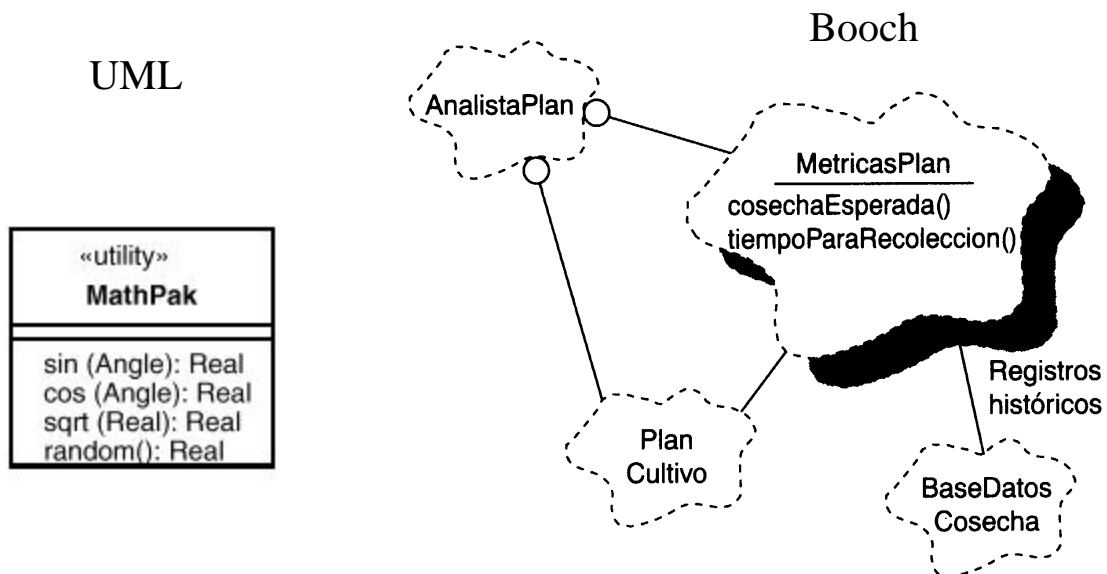 UML
«utility»
MathPak
sin (Angle): Real
cos (Angle): Real
sqrt (Real): Real
random(): Real
Booch
AnalistaPlan
MetricasPlan
cosechaEsperada()
tiempoParaRecoleccion()
Plan
Cultivo
Registros
históricos
BaseDatos
Cosecha